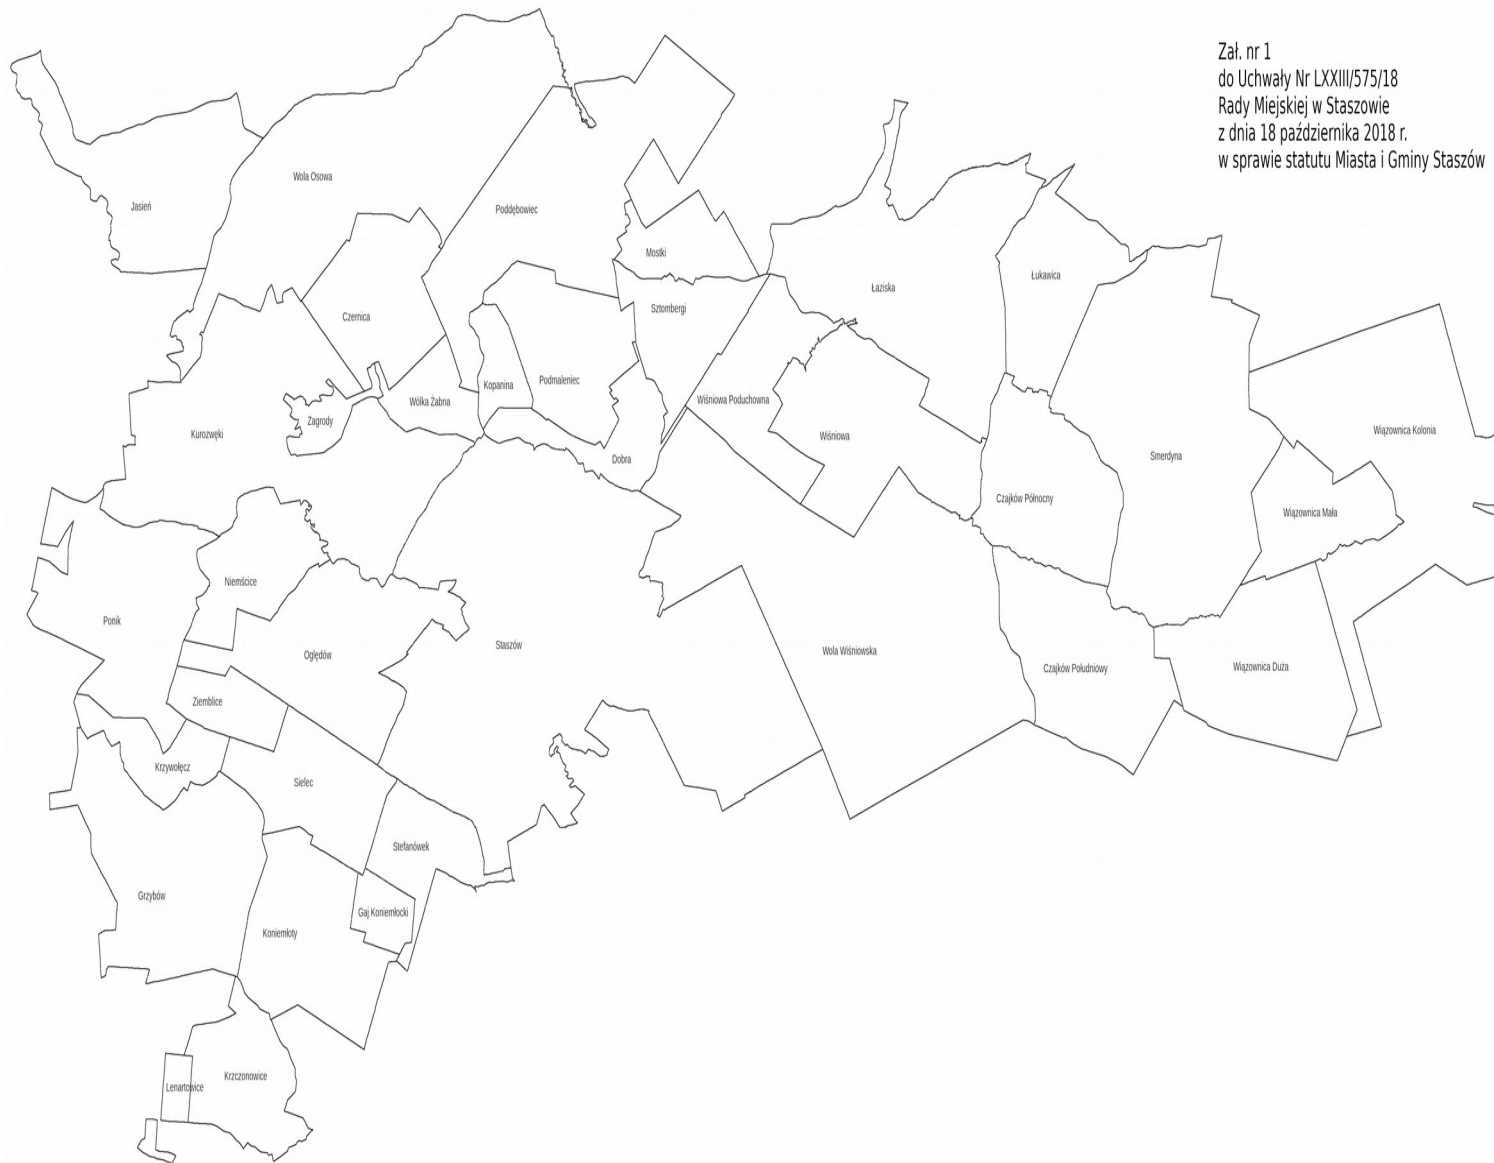 Zał. nr 1
do Uchwały Nr LXXIII/575/18
Rady Miejskiej w Staszowie
z dnia 18 października 2018 r.
w sprawie statutu Miasta i Gminy Staszów
Wola Osowa
Jasień
Poddębowiec
Mostki
Łukawica
Łaziska
Sztombergi
Czernica
Podmaleniec
Kopanina
Wiśniowa Poduchowna
Wólka Żabna
Zagrody
Wiązownica Kolonia
Kurozwęki
Wiśniowa
Smerdyna
Dobra
Czajków Północny
Wiązownica Mała
Niemścice
Ponik
Staszów
Wola Wiśniowska
Oględów
Wiązownica Duża
Czajków Południowy
Ziemblice
Krzywołęcz
Sielec
Stefanówek
Grzybów
Gaj Koniemłocki
Koniemłoty
Krzczonowice
Lenartowice